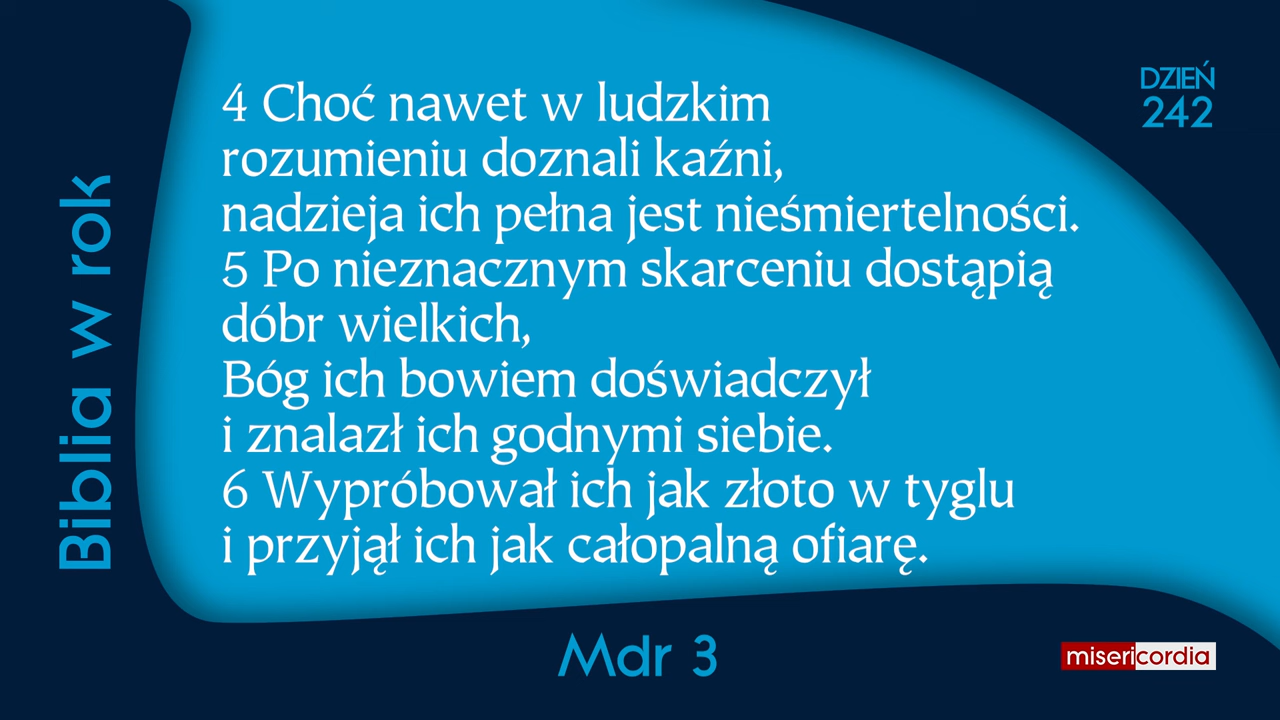 4 Choć nawet w ludzkim
rozumieniu doznali kaźni,
nadzieja ich pełna jest nieśmiertelności.
5 Po nieznacznym skarceniu dostąpią
dóbr wielkich,
Bóg ich bowiem doświadczył
i znalazł ich godnymi siebie.
6 Wypróbował ich jak złoto w tyglu
i przyjął ich jak całopalną ofiarę.
DZIEŃ
242
Biblia w rok
Mdr 3
misericordia